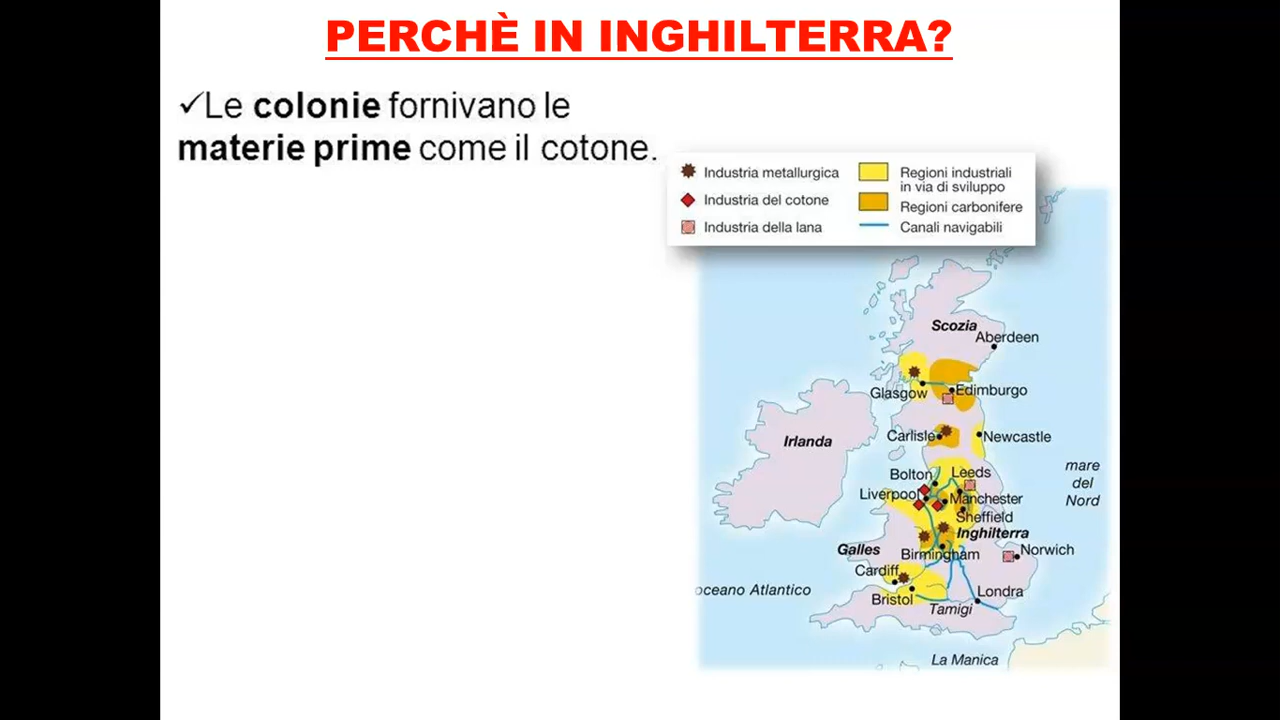 PERCHÈ IN INGHILTERRA?
✓Le colonie fornivano le
materie prime come il cotone.
Industria metallurgica
Industria del cotone
Industria della lana
Regioni industriali
in via di sviluppo
Regioni carbonifere
Canali navigabili
Scozia
Aberdeen
Glasgow
Edimburgo
Irlanda
Carlisle
Newcastle
mare
del
Nord
Bolton
Leeds
Liverpool
Manchester
Sheffield
Inghilterra
Galles
Birmingham
Norwich
Cardiff
oceano Atlantico
Bristol
Londra
Tamigi
La Manica